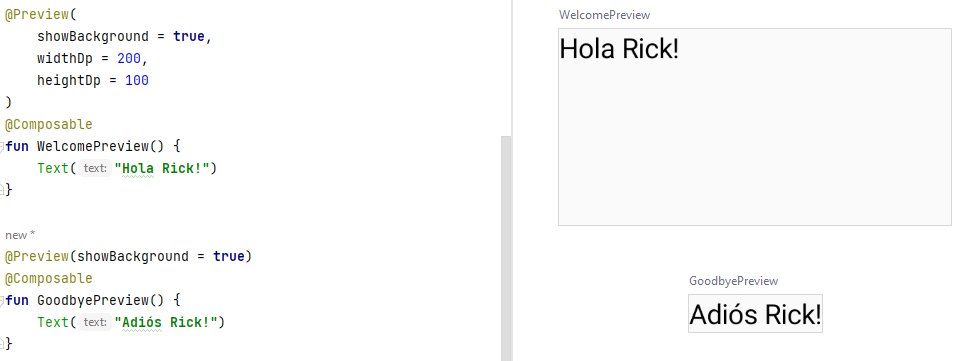 @Preview(
    showBackground = true,
    widthDp = 200,
    heightDp = 100
)
@Composable
fun WelcomePreview() {
    Text( text: "Hola Rick!")
}
new *
@Preview(showBackground = true)
@Composable
fun GoodbyePreview() {
    Text( text: "Adiós Rick!")
}
WelcomePreview
Hola Rick!
GoodbyePreview
Adiós Rick!